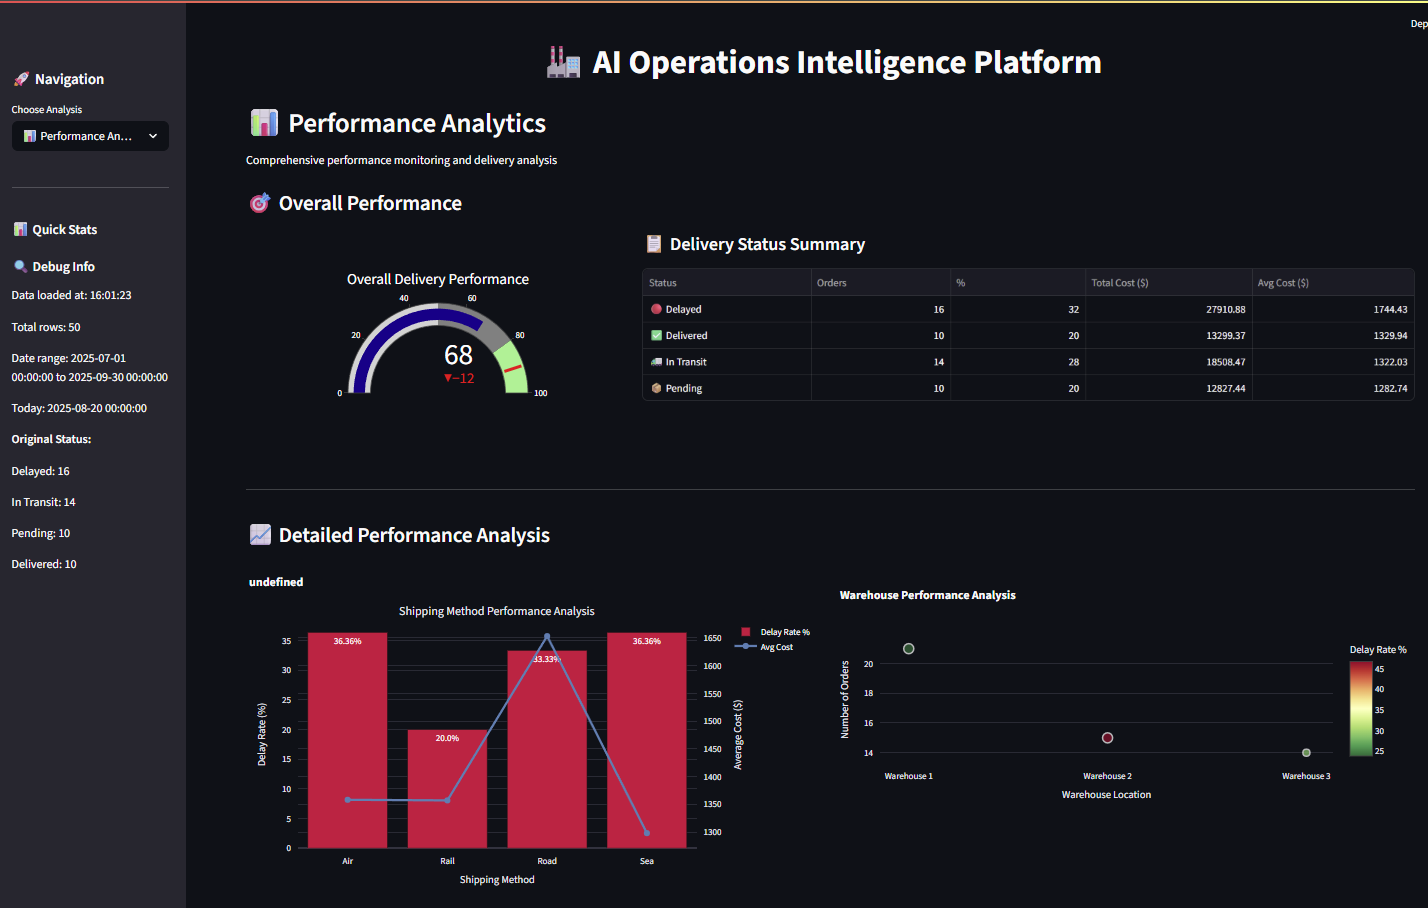 Dep
AI Operations Intelligence Platform
Navigation
Choose Analysis
Performance An...
Quick Stats
Debug Info
Data loaded at: 16:01:23
Total rows: 50
Date range: 2025-07-01
00:00:00 to 2025-09-30 00:00:00
Today: 2025-08-20 00:00:00
Original Status:
Delayed: 16
In Transit: 14
Pending: 10
Delivered: 10
Performance Analytics
Comprehensive performance monitoring and delivery analysis
Overall Performance
Overall Delivery Performance
0
20
40
60
80
100
68
▼−12
Delivery Status Summary
Status Orders % Total Cost ($) Avg Cost ($)
Delayed 16 32 27910.88 1744.43
Delivered 10 20 13299.37 1329.94
In Transit 14 28 18508.47 1322.03
Pending 10 20 12827.44 1282.74
Detailed Performance Analysis
undefined
Shipping Method Performance Analysis
Delay Rate %
Avg Cost
36.36%
20.0%
33.33%
36.36%
35
30
25
20
15
10
5
0
Delay Rate (%)
1650
1600
1550
1500
1450
1400
1350
1300
Average Cost ($)
Air Rail Road Sea
Shipping Method
Warehouse Performance Analysis
Number of Orders
20
18
16
14
Warehouse 1 Warehouse 2 Warehouse 3
Warehouse Location
Delay Rate %
45
40
35
30
25